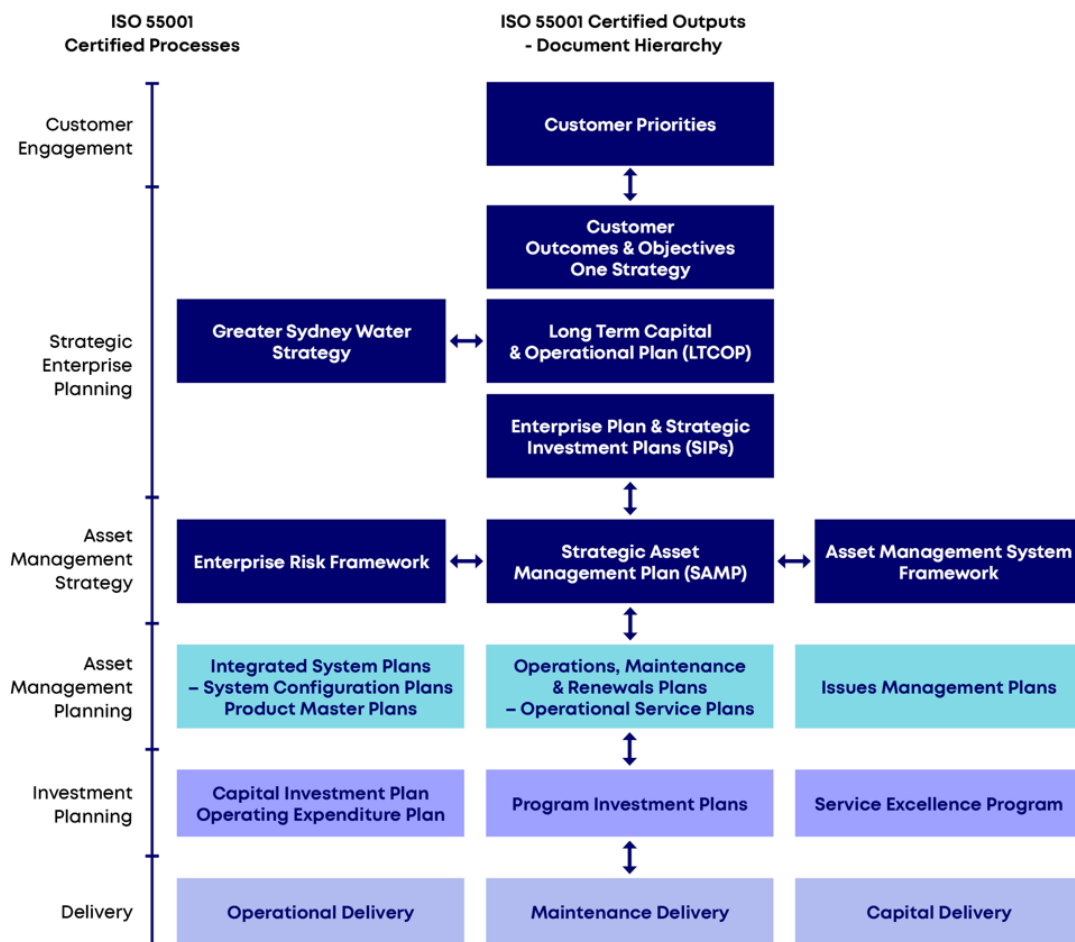 ISO 55001
Certified Processes
ISO 55001 Certified Outputs
- Document Hierarchy
Customer
Engagement
Customer Priorities
Strategic
Enterprise
Planning
Customer
Outcomes & Objectives
One Strategy
Greater Sydney Water
Strategy
Long Term Capital
& Operational Plan (LTCOP)
Enterprise Plan & Strategic
Investment Plans (SIPs)
Asset
Management
Strategy
Enterprise Risk Framework
Strategic Asset
Management Plan (SAMP)
Asset Management System
Framework
Asset
Management
Planning
Integrated System Plans
– System Configuration Plans
Product Master Plans
Operations, Maintenance
& Renewals Plans
– Operational Service Plans
Issues Management Plans
Investment
Planning
Capital Investment Plan
Operating Expenditure Plan
Program Investment Plans
Service Excellence Program
Delivery
Operational Delivery
Maintenance Delivery
Capital Delivery